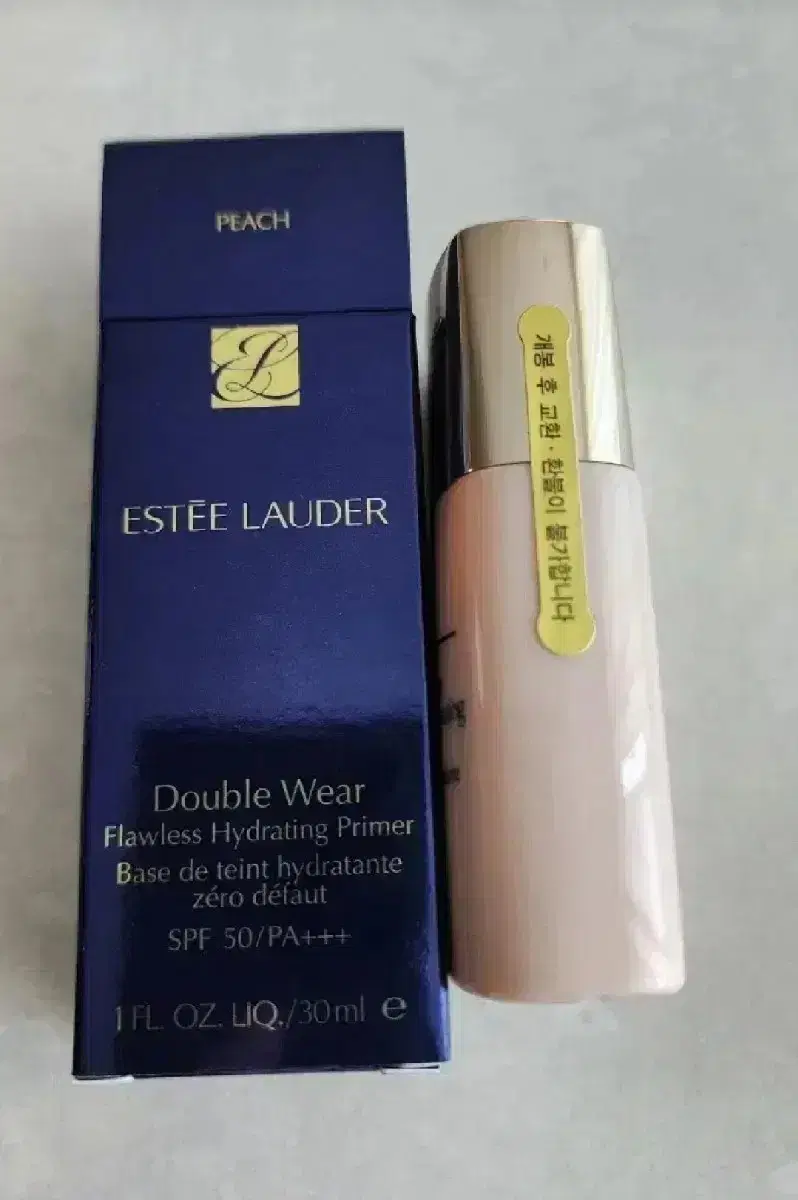 PEACH
EL
ESTĒE LAUDER
Double Wear
Flawless Hydrating Primer
Base de teint hydratante
zéro défaut
SPF 50/PA+++
1 FL. OZ. LIQ./30ml e
개봉 후 교환 · 환불이 불가합니다